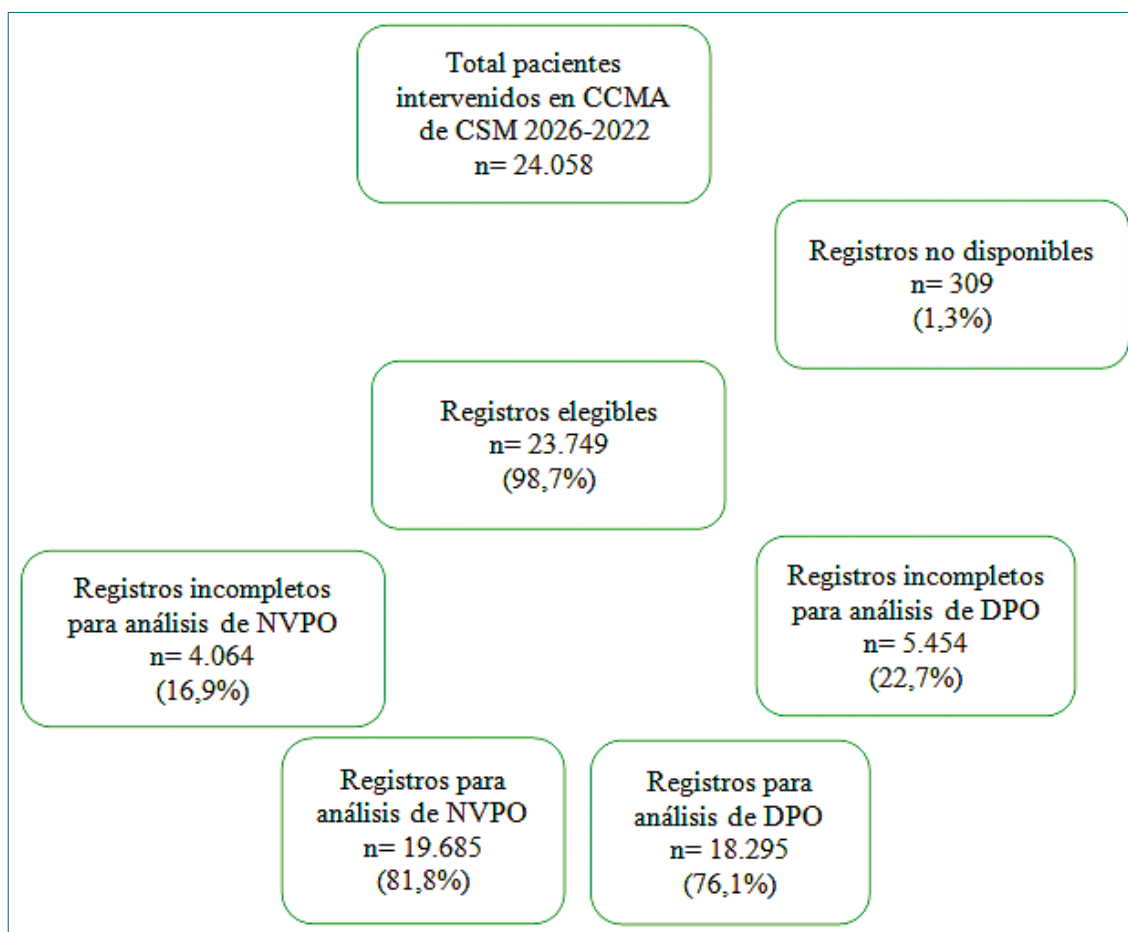 Total pacientes
intervenidos en CCMA
de CSM 2026-2022
n= 24.058
Registros no disponibles
n= 309
(1,3%)
Registros elegibles
n= 23.749
(98,7%)
Registros incompletos
para análisis de NVPO
n= 4.064
(16,9%)
Registros incompletos
para análisis de DPO
n= 5.454
(22,7%)
Registros para
análisis de NVPO
n= 19.685
(81,8%)
Registros para
análisis de DPO
n= 18.295
(76,1%)